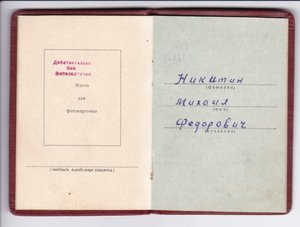 Действительно
без
фотокарточки
Место
для
фотокарточки
(подпись владельца книжки)
Никитин
(фамилия)
Михаил
(имя)
Федорович
(отчество)